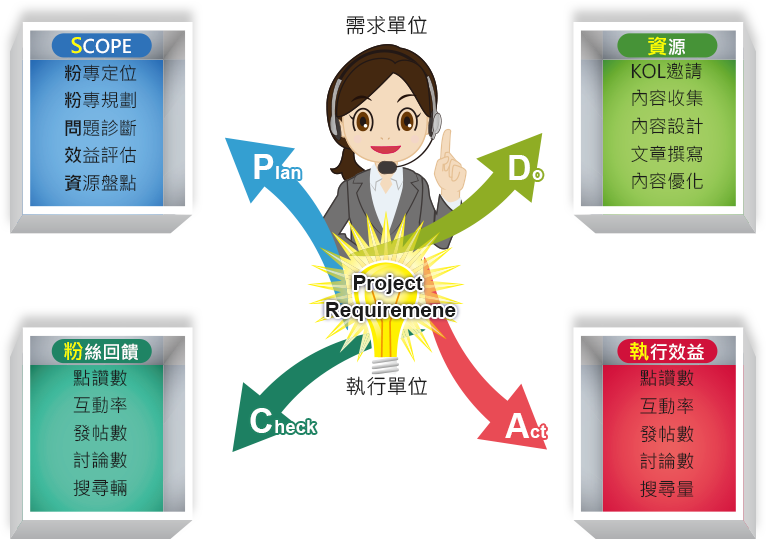 需求單位
SCOPE
粉專定位
粉專規劃
問題診斷
效益評估
資源盤點
資源
KOL邀請
內容收集
內容設計
文章撰寫
內容優化
Plan
Do
Project
Requiremene
執行單位
Check
Act
粉絲回饋
點讚數
互動率
發帖數
討論數
搜尋輛
執行效益
點讚數
互動率
發帖數
討論數
搜尋量